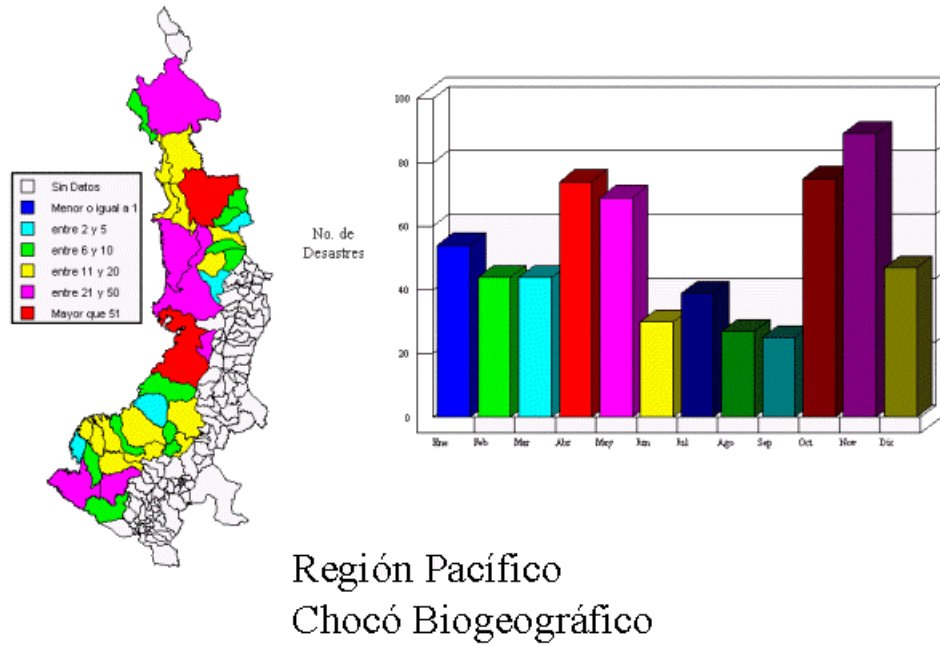 Sin Datos
Menor o igual a 1
entre 2 y 5
entre 6 y 10
entre 11 y 20
entre 21 y 50
Mayor que 51
No. de
Desastres
100
80
60
40
20
0
Ene Feb Mar Abr May Jun Jul Ago Sep Oct Nov Dic
Región Pacífico
Chocó Biogeográfico